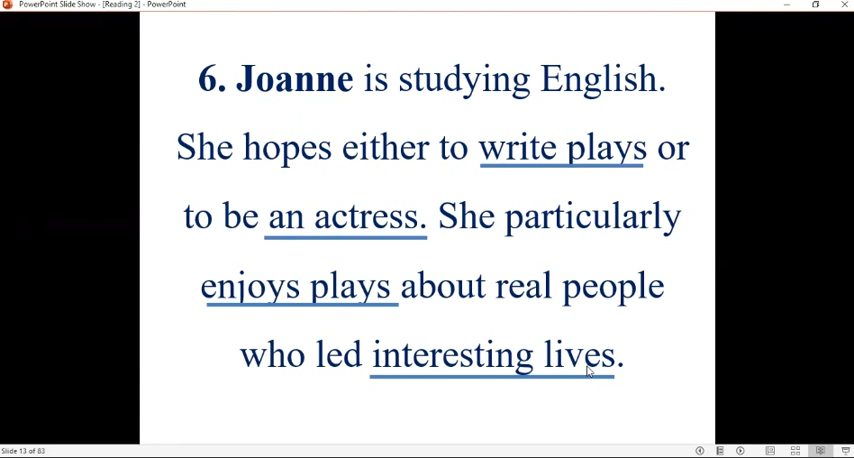 PowerPoint Slide Show - [Reading 2] - PowerPoint
6. Joanne is studying English.
She hopes either to write plays or
to be an actress. She particularly
enjoys plays about real people
who led interesting lives.
Slide 13 of 83